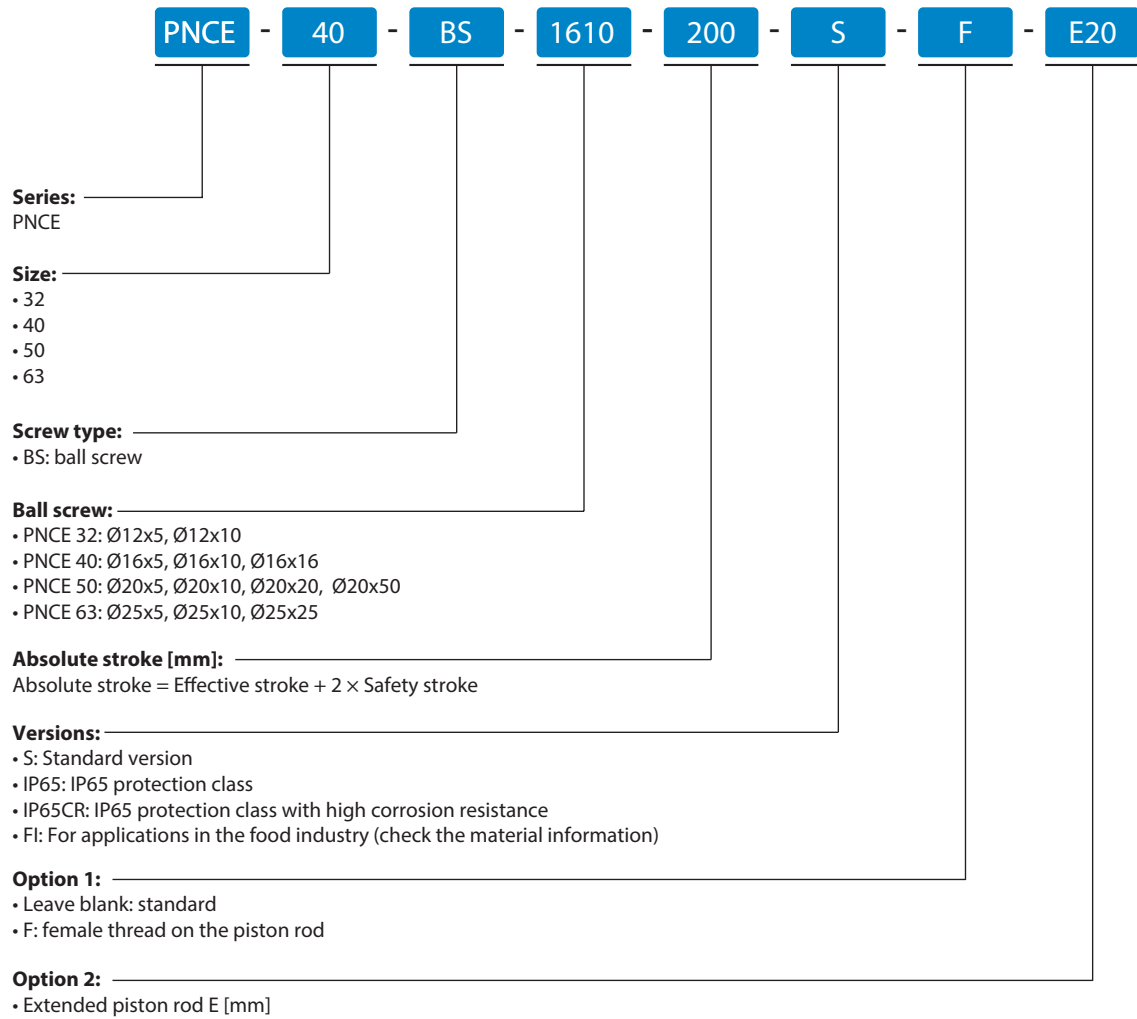 PNCE - 40 - BS - 1610 - 200 - S - F - E20
Series:
PNCE
Size:
• 32
• 40
• 50
• 63
Screw type:
• BS: ball screw
Ball screw:
• PNCE 32: Ø12x5, Ø12x10
• PNCE 40: Ø16x5, Ø16x10, Ø16x16
• PNCE 50: Ø20x5, Ø20x10, Ø20x20, Ø20x50
• PNCE 63: Ø25x5, Ø25x10, Ø25x25
Absolute stroke [mm]:
Absolute stroke = Effective stroke + 2 × Safety stroke
Versions:
• S: Standard version
• IP65: IP65 protection class
• IP65CR: IP65 protection class with high corrosion resistance
• FI: For applications in the food industry (check the material information)
Option 1:
• Leave blank: standard
• F: female thread on the piston rod
Option 2:
• Extended piston rod E [mm]